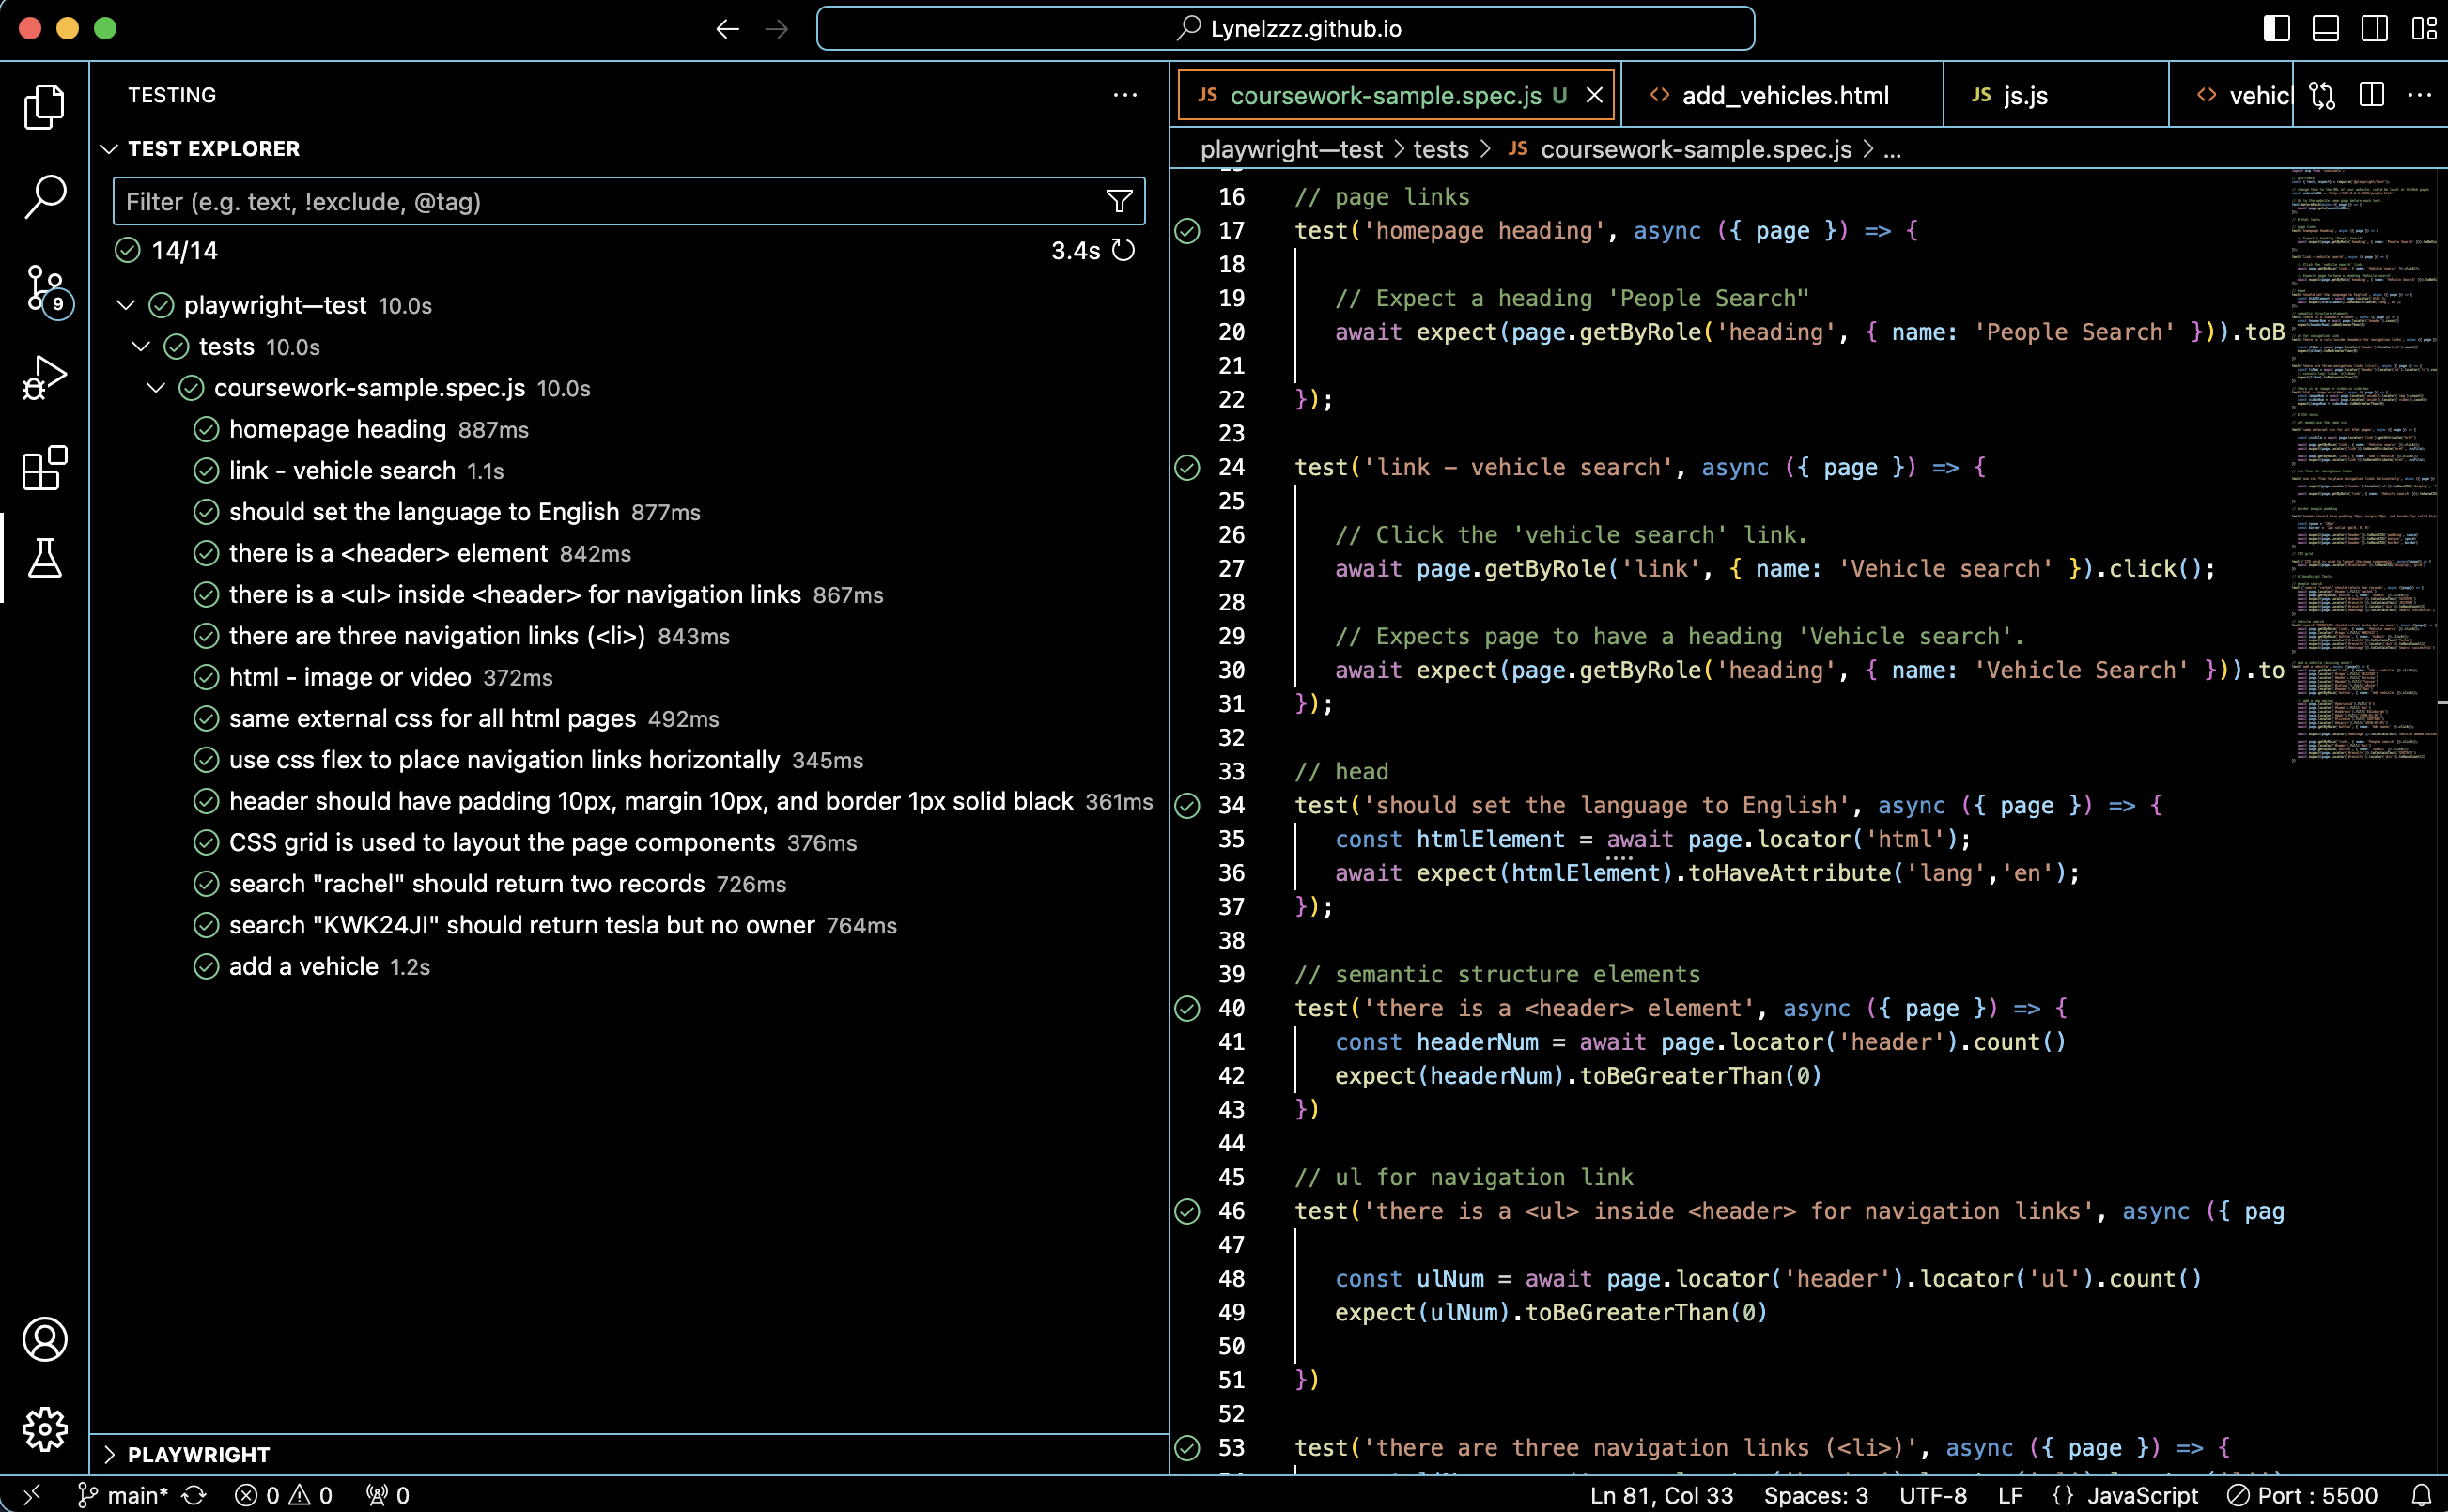 Lynelzzz.github.io
TESTING
TEST EXPLORER
Filter (e.g. text, !exclude, @tag)
14/14 3.4s
playwright—test 10.0s
tests 10.0s
coursework-sample.spec.js 10.0s
homepage heading 887ms
link - vehicle search 1.1s
should set the language to English 877ms
there is a <header> element 842ms
there is a <ul> inside <header> for navigation links 867ms
there are three navigation links (<li>) 843ms
html - image or video 372ms
same external css for all html pages 492ms
use css flex to place navigation links horizontally 345ms
header should have padding 10px, margin 10px, and border 1px solid black 361ms
CSS grid is used to layout the page components 376ms
search "rachel" should return two records 726ms
search "KWK24JI" should return tesla but no owner 764ms
add a vehicle 1.2s
PLAYWRIGHT
9
JS coursework-sample.spec.js U
<> add_vehicles.html
JS js.js
<> vehicl
playwright—test > tests > JS coursework-sample.spec.js > ...
16 // page links
17 test('homepage heading', async ({ page }) => {
18
19 // Expect a heading 'People Search"
20 await expect(page.getByRole('heading', { name: 'People Search' })).toB
21
22 });
23
24 test('link – vehicle search', async ({ page }) => {
25
26 // Click the 'vehicle search' link.
27 await page.getByRole('link', { name: 'Vehicle search' }).click();
28
29 // Expects page to have a heading 'Vehicle search'.
30 await expect(page.getByRole('heading', { name: 'Vehicle Search' })).to
31 });
32
33 // head
34 test('should set the language to English', async ({ page }) => {
35 const htmlElement = await page.locator('html');
36 await expect(htmlElement).toHaveAttribute('lang','en');
37 });
38
39 // semantic structure elements
40 test('there is a <header> element', async ({ page }) => {
41 const headerNum = await page.locator('header').count()
42 expect(headerNum).toBeGreaterThan(0)
43 })
44
45 // ul for navigation link
46 test('there is a <ul> inside <header> for navigation links', async ({ pag
47
48 const ulNum = await page.locator('header').locator('ul').count()
49 expect(ulNum).toBeGreaterThan(0)
50
51 })
52
53 test('there are three navigation links (<li>)', async ({ page }) => {
main* 0 0 0 Ln 81, Col 33 Spaces: 3 UTF-8 LF {} JavaScript Port : 5500